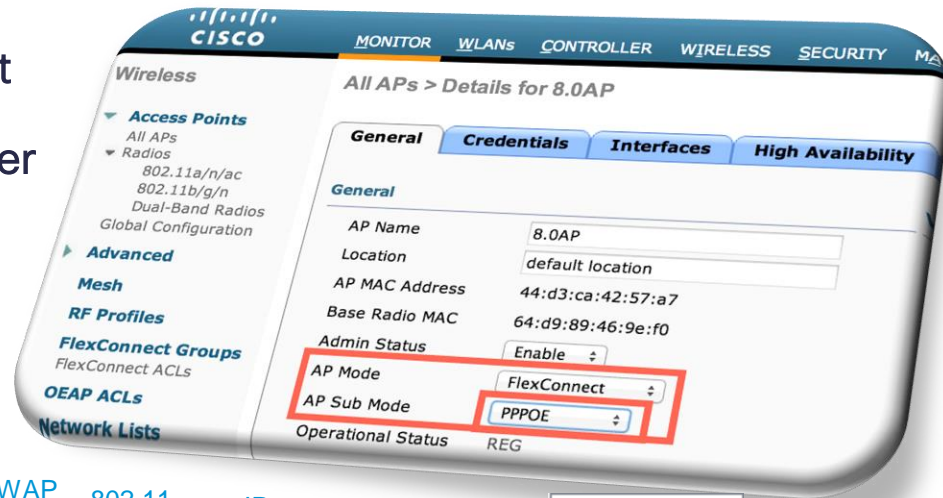 t
er
CISCO
MONITOR WLANs CONTROLLER WIRELESS SECURITY MA
Wireless
Access Points
All APs
Radios
802.11a/n/ac
802.11b/g/n
Dual-Band Radios
Global Configuration
Advanced
Mesh
RF Profiles
FlexConnect Groups
FlexConnect ACLs
OEAP ACLs
Network Lists
All APs > Details for 8.0AP
General Credentials Interfaces High Availability
General
AP Name 8.0AP
Location default location
AP MAC Address 44:d3:ca:42:57:a7
Base Radio MAC 64:d9:89:46:9e:f0
Admin Status Enable
AP Mode FlexConnect
AP Sub Mode PPPOE
Operational Status REG
WAP 802.11